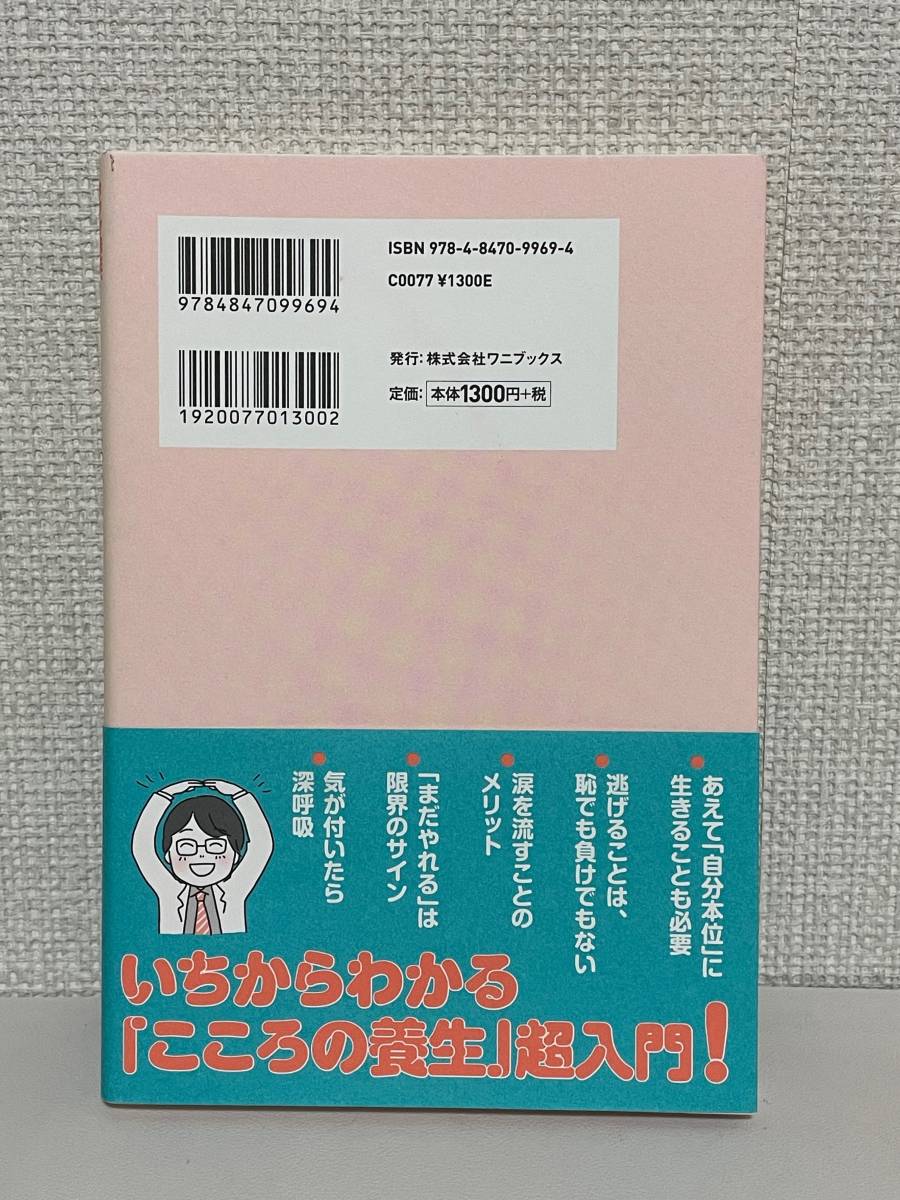 ISBN 978-4-8470-9969-4
C0077 ¥1300E
9784847099694
発行：株式会社ワニブックス
定価：本体1300円+税
1920077013002
あえて「自分本位」に
生きることも必要
逃げることは、
恥でも負けでもない
涙を流すことの
メリット
「まだやれる」は
限界のサイン
気が付いたら
深呼吸
いちからわかる
「こころの養生」超入門！